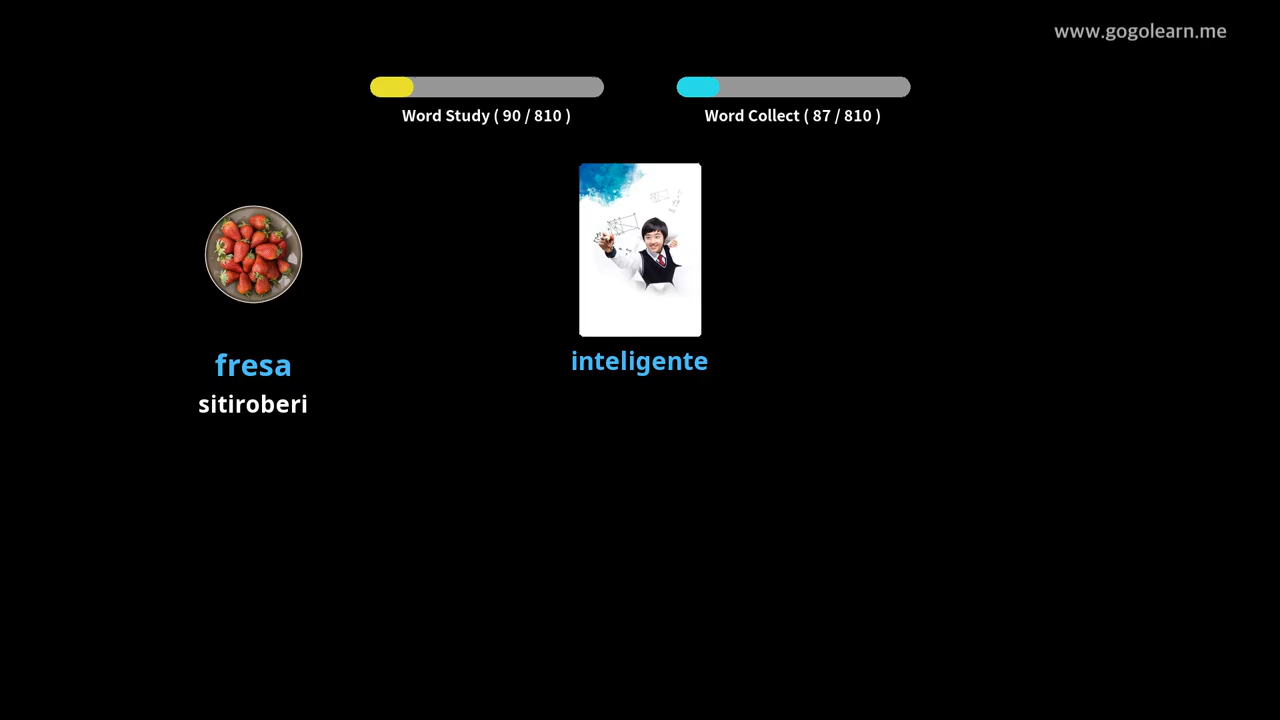 www.gogolearn.me
Word Study ( 90 / 810 )
Word Collect ( 87 / 810 )
fresa
sitiroberi
inteligente